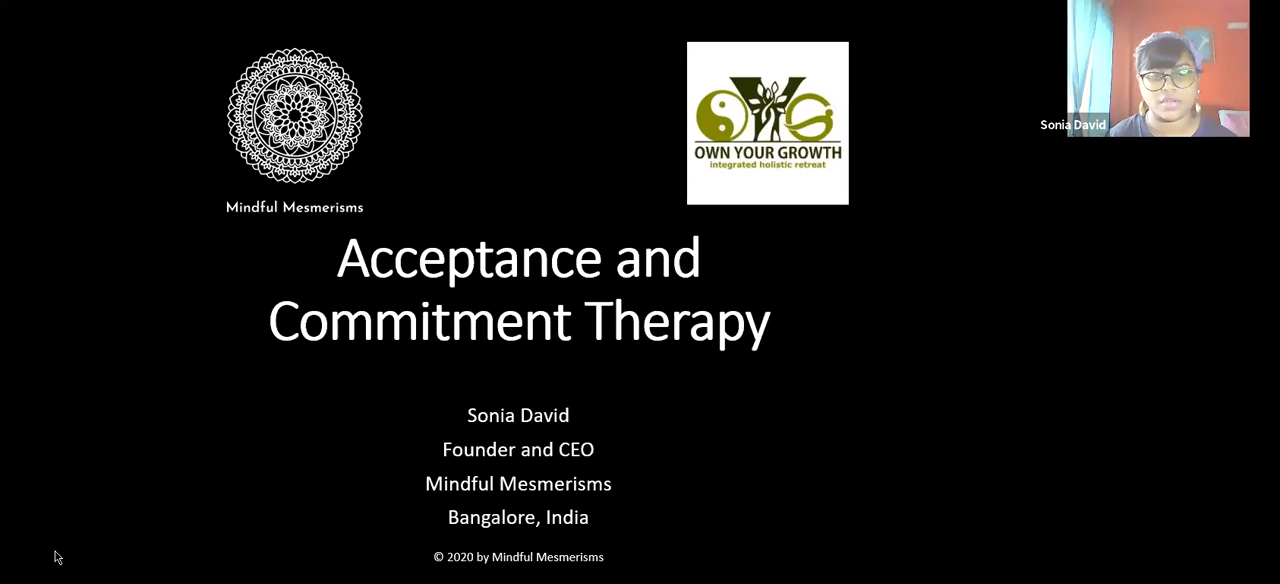 Mindful Mesmerisms
OYG
OWN YOUR GROWTH
integrated holistic retreat
Sonia David
Acceptance and
Commitment Therapy
Sonia David
Founder and CEO
Mindful Mesmerisms
Bangalore, India
© 2020 by Mindful Mesmerisms